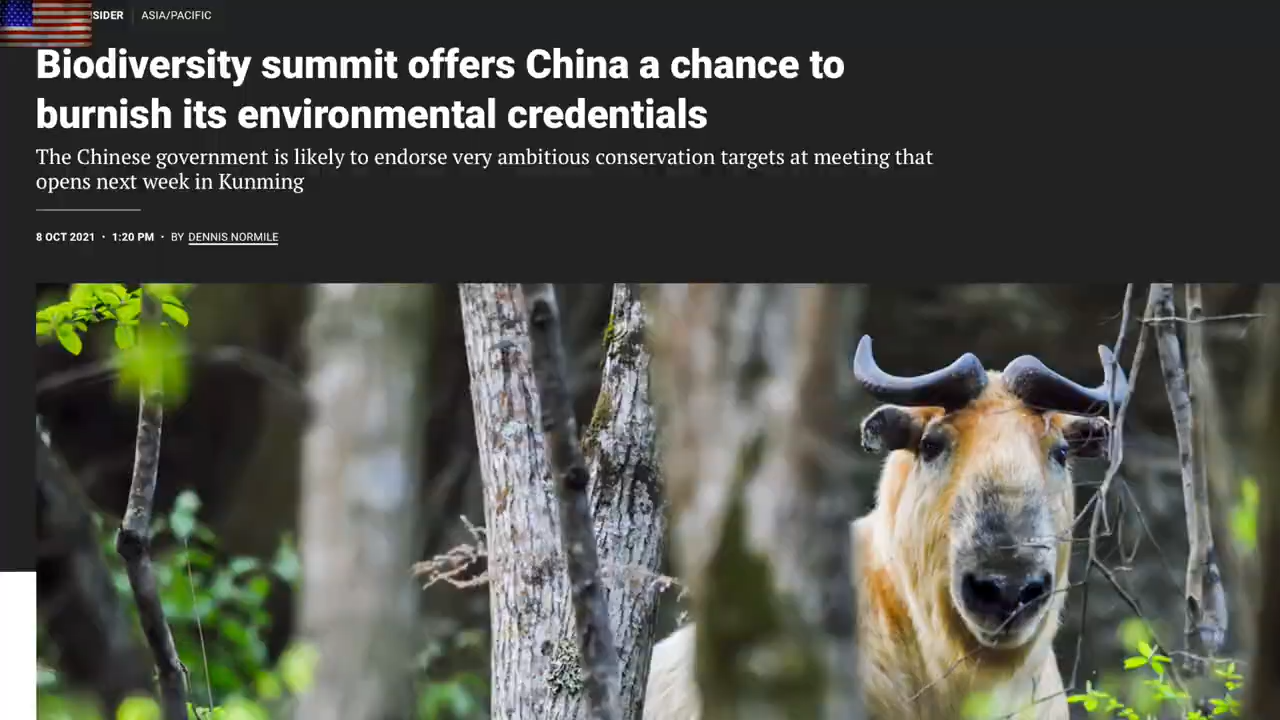 SIDER ASIA/PACIFIC
Biodiversity summit offers China a chance to
burnish its environmental credentials
The Chinese government is likely to endorse very ambitious conservation targets at meeting that
opens next week in Kunming
8 OCT 2021 · 1:20 PM · BY DENNIS NORMILE